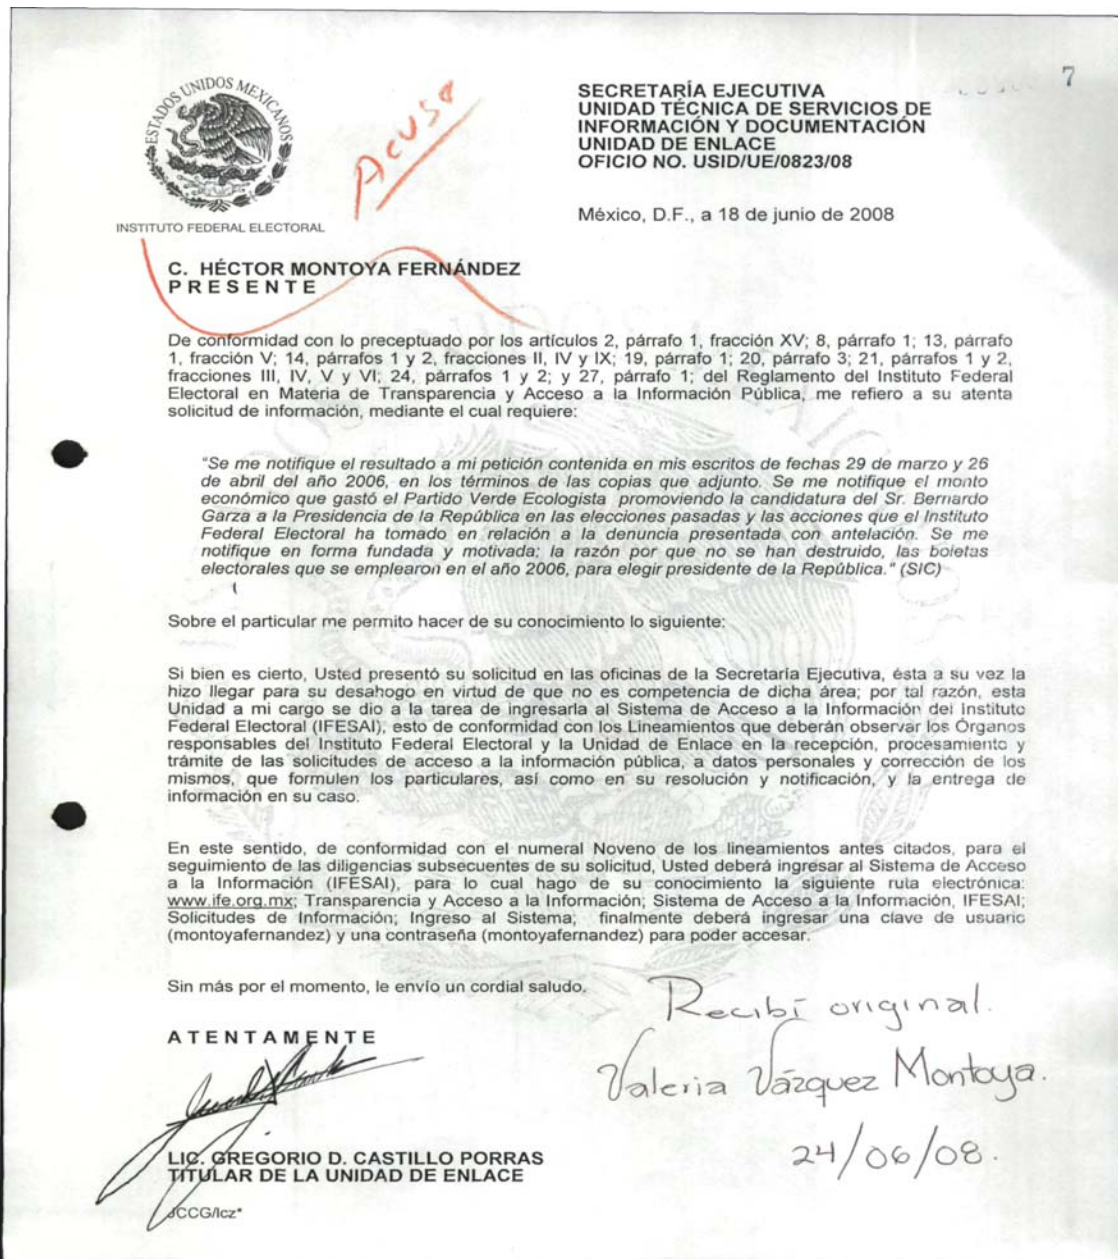 7
ESTADOS UNIDOS MEXICANOS
Acuse
SECRETARÍA EJECUTIVA
UNIDAD TÉCNICA DE SERVICIOS DE
INFORMACIÓN Y DOCUMENTACIÓN
UNIDAD DE ENLACE
OFICIO NO. USID/UE/0823/08
México, D.F., a 18 de junio de 2008
INSTITUTO FEDERAL ELECTORAL
C. HÉCTOR MONTOYA FERNÁNDEZ
P R E S E N T E
De conformidad con lo preceptuado por los artículos 2, párrafo 1, fracción XV; 8, párrafo 1; 13, párrafo
1, fracción V; 14, párrafos 1 y 2, fracciones II, IV y IX; 19, párrafo 1; 20, párrafo 3; 21, párrafos 1 y 2,
fracciones III, IV, V y VI; 24, párrafos 1 y 2; y 27, párrafo 1; del Reglamento del Instituto Federal
Electoral en Materia de Transparencia y Acceso a la Información Pública, me refiero a su atenta
solicitud de información, mediante el cual requiere:
"Se me notifique el resultado a mi petición contenida en mis escritos de fechas 29 de marzo y 26
de abril del año 2006, en los términos de las copias que adjunto. Se me notifique el monto
económico que gastó el Partido Verde Ecologista promoviendo la candidatura del Sr. Bernardo
Garza a la Presidencia de la República en las elecciones pasadas y las acciones que el Instituto
Federal Electoral ha tomado en relación a la denuncia presentada con antelación. Se me
notifique en forma fundada y motivada; la razón por que no se han destruido, las boletas
electorales que se emplearon en el año 2006, para elegir presidente de la República." (SIC)
Sobre el particular me permito hacer de su conocimiento lo siguiente:
Si bien es cierto, Usted presentó su solicitud en las oficinas de la Secretaría Ejecutiva, ésta a su vez la
hizo llegar para su desahogo en virtud de que no es competencia de dicha área; por tal razón, esta
Unidad a mi cargo se dio a la tarea de ingresarla al Sistema de Acceso a la Información del Instituto
Federal Electoral (IFESAI), esto de conformidad con los Lineamientos que deberán observar los Órganos
responsables del Instituto Federal Electoral y la Unidad de Enlace en la recepción, procesamiento y
trámite de las solicitudes de acceso a la información pública, a datos personales y corrección de los
mismos, que formulen los particulares, así como en su resolución y notificación, y la entrega de
información en su caso.
En este sentido, de conformidad con el numeral Noveno de los lineamientos antes citados, para el
seguimiento de las diligencias subsecuentes de su solicitud, Usted deberá ingresar al Sistema de Acceso
a la Información (IFESAI), para lo cual hago de su conocimiento la siguiente ruta electrónica:
www.ife.org.mx; Transparencia y Acceso a la Información; Sistema de Acceso a la Información, IFESAI;
Solicitudes de Información; Ingreso al Sistema; finalmente deberá ingresar una clave de usuario
(montoyafernandez) y una contraseña (montoyafernandez) para poder accesar.
Sin más por el momento, le envío un cordial saludo.
A T E N T A M E N T E
Recibí original.
Valeria Vázquez Montoya.
24/06/08.
LIC. GREGORIO D. CASTILLO PORRAS
TITULAR DE LA UNIDAD DE ENLACE
JCCG/lcz*